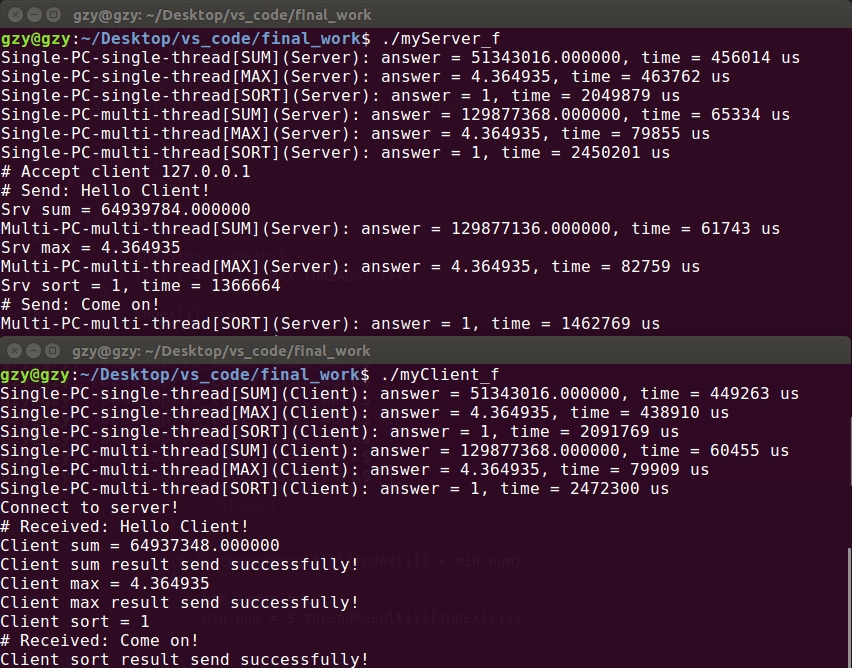 gzy@gzy: ~/Desktop/vs_code/final_work
gzy@gzy:~/Desktop/vs_code/final_work$ ./myServer_f
Single-PC-single-thread[SUM](Server): answer = 51343016.000000, time = 456014 us
Single-PC-single-thread[MAX](Server): answer = 4.364935, time = 463762 us
Single-PC-single-thread[SORT](Server): answer = 1, time = 2049879 us
Single-PC-multi-thread[SUM](Server): answer = 129877368.000000, time = 65334 us
Single-PC-multi-thread[MAX](Server): answer = 4.364935, time = 79855 us
Single-PC-multi-thread[SORT](Server): answer = 1, time = 2450201 us
# Accept client 127.0.0.1
# Send: Hello Client!
Srv sum = 64939784.000000
Multi-PC-multi-thread[SUM](Server): answer = 129877136.000000, time = 61743 us
Srv max = 4.364935
Multi-PC-multi-thread[MAX](Server): answer = 4.364935, time = 82759 us
Srv sort = 1, time = 1366664
# Send: Come on!
Multi-PC-multi-thread[SORT](Server): answer = 1, time = 1462769 us
gzy@gzy: ~/Desktop/vs_code/final_work
gzy@gzy:~/Desktop/vs_code/final_work$ ./myClient_f
Single-PC-single-thread[SUM](Client): answer = 51343016.000000, time = 449263 us
Single-PC-single-thread[MAX](Client): answer = 4.364935, time = 438910 us
Single-PC-single-thread[SORT](Client): answer = 1, time = 2091769 us
Single-PC-multi-thread[SUM](Client): answer = 129877368.000000, time = 60455 us
Single-PC-multi-thread[MAX](Client): answer = 4.364935, time = 79909 us
Single-PC-multi-thread[SORT](Client): answer = 1, time = 2472300 us
Connect to server!
# Received: Hello Client!
Client sum = 64937348.000000
Client sum result send successfully!
Client max = 4.364935
Client max result send successfully!
Client sort = 1
# Received: Come on!
Client sort result send successfully!